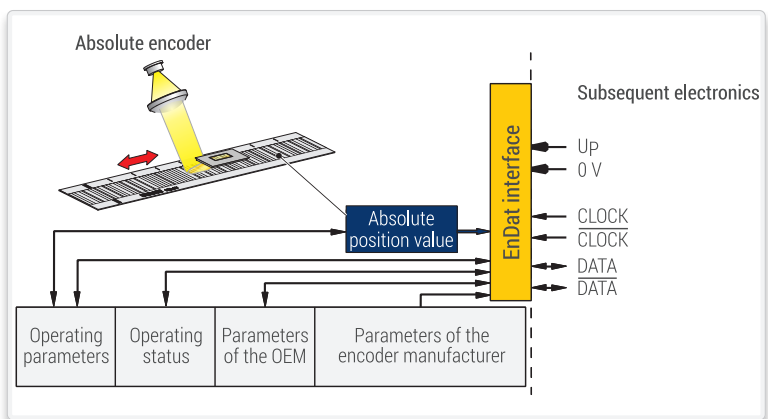 Absolute encoder
Subsequent electronics
EnDat interface
Up
0 V
Absolute
position value
CLOCK
CLOCK
DATA
DATA
Operating
parameters
Operating
status
Parameters
of the OEM
Parameters of the
encoder manufacturer